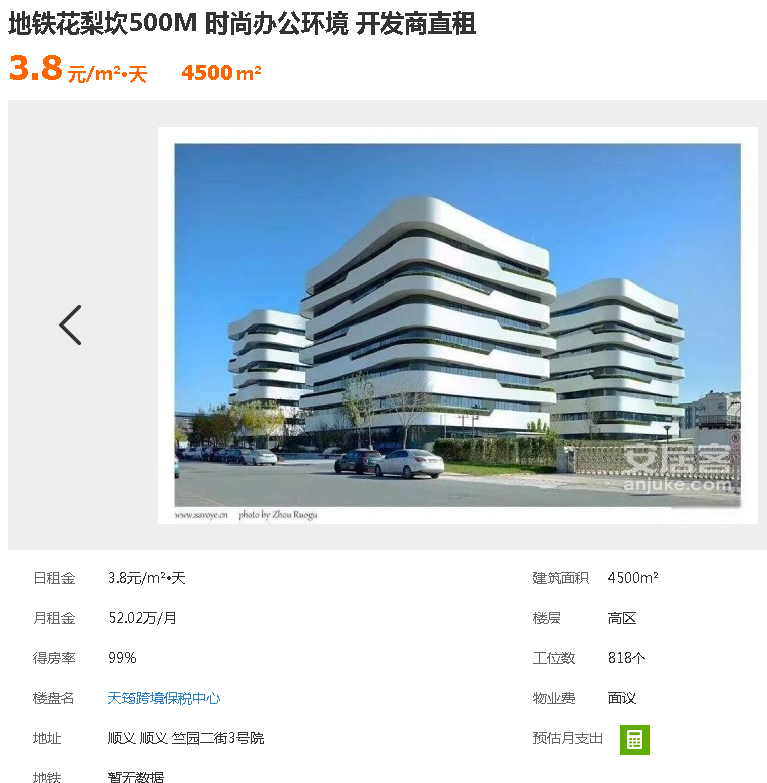 地铁花梨坎500M 时尚办公环境 开发商直租
3.8 元/m²•天 4500 m²
安居客
anjuke.com
www.savoye.cn photo by Zhou Ruogu
日租金 3.8元/m²•天 建筑面积 4500m²
月租金 52.02万/月 楼层 高区
得房率 99% 工位数 818个
楼盘名 天筠跨境保税中心 物业费 面议
地址 顺义 顺义 竺园二街3号院 预估月支出
地铁 暂无数据